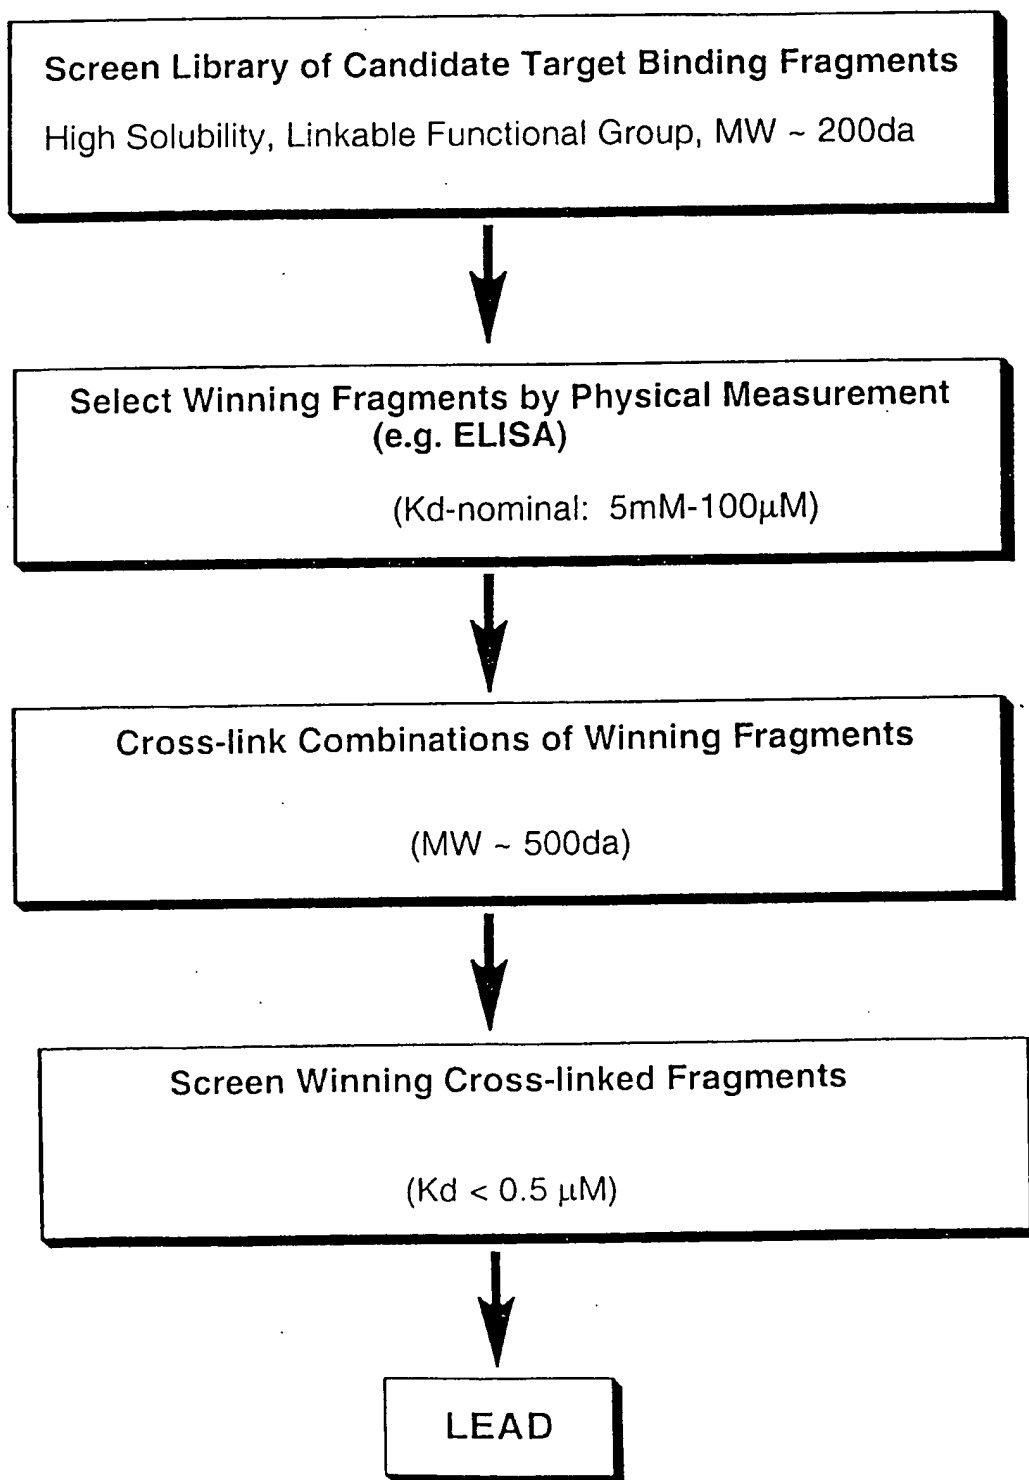 Screen Library of Candidate Target Binding Fragments
High Solubility, Linkable Functional Group, MW ~ 200da
Select Winning Fragments by Physical Measurement
(e.g. ELISA)
(Kd-nominal: 5mM-100μM)
Cross-link Combinations of Winning Fragments
(MW ~ 500da)
Screen Winning Cross-linked Fragments
(Kd < 0.5 μM)
LEAD